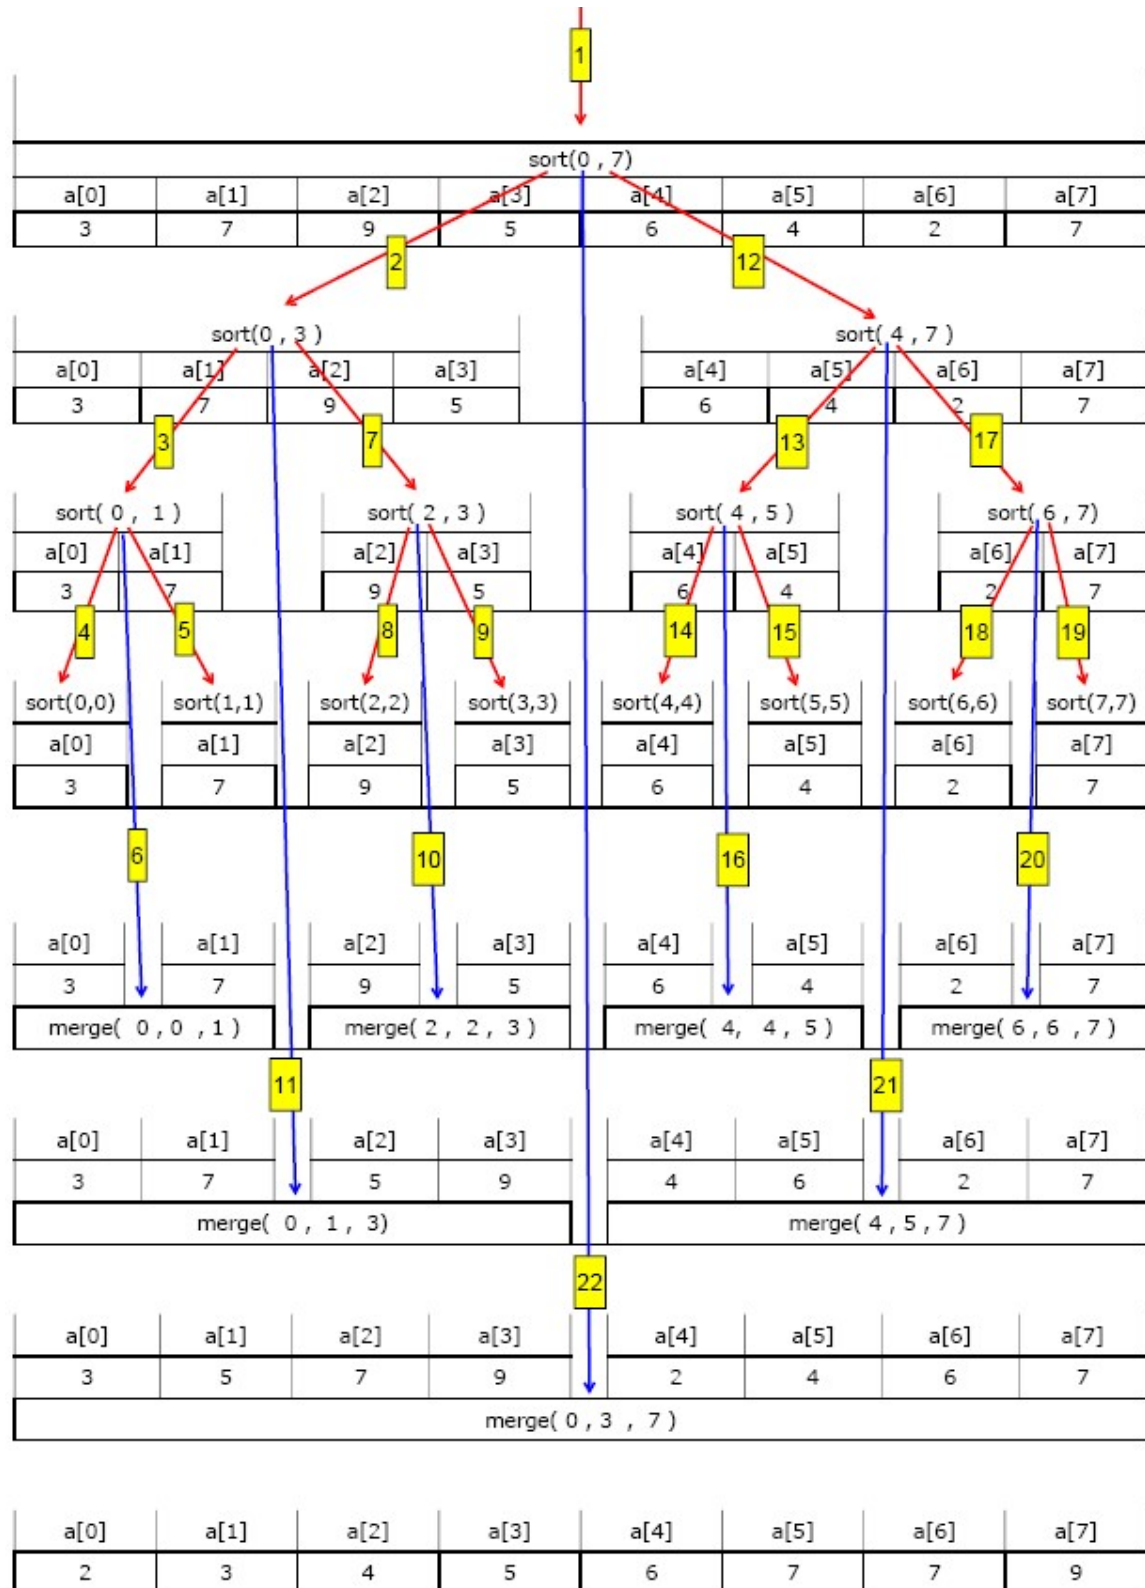 1
sort(0 , 7)
a[0] a[1] a[2] a[3] a[4] a[5] a[6] a[7]
3 7 9 5 6 4 2 7
2 12
sort(0 , 3 ) sort( 4 , 7 )
a[0] a[1] a[2] a[3] a[4] a[5] a[6] a[7]
3 7 9 5 6 4 2 7
3 7 13 17
sort( 0 , 1 ) sort( 2 , 3 ) sort( 4 , 5 ) sort( 6 , 7)
a[0] a[1] a[2] a[3] a[4] a[5] a[6] a[7]
3 7 9 5 6 4 2 7
4 5 8 9 14 15 18 19
sort(0,0) sort(1,1) sort(2,2) sort(3,3) sort(4,4) sort(5,5) sort(6,6) sort(7,7)
a[0] a[1] a[2] a[3] a[4] a[5] a[6] a[7]
3 7 9 5 6 4 2 7
6 10 16 20
a[0] a[1] a[2] a[3] a[4] a[5] a[6] a[7]
3 7 9 5 6 4 2 7
merge( 0 , 0 , 1 ) merge( 2 , 2 , 3 ) merge( 4, 4 , 5 ) merge( 6 , 6 , 7 )
11 21
a[0] a[1] a[2] a[3] a[4] a[5] a[6] a[7]
3 7 5 9 4 6 2 7
merge( 0 , 1 , 3) merge( 4 , 5 , 7 )
22
a[0] a[1] a[2] a[3] a[4] a[5] a[6] a[7]
3 5 7 9 2 4 6 7
merge( 0 , 3 , 7 )
a[0] a[1] a[2] a[3] a[4] a[5] a[6] a[7]
2 3 4 5 6 7 7 9